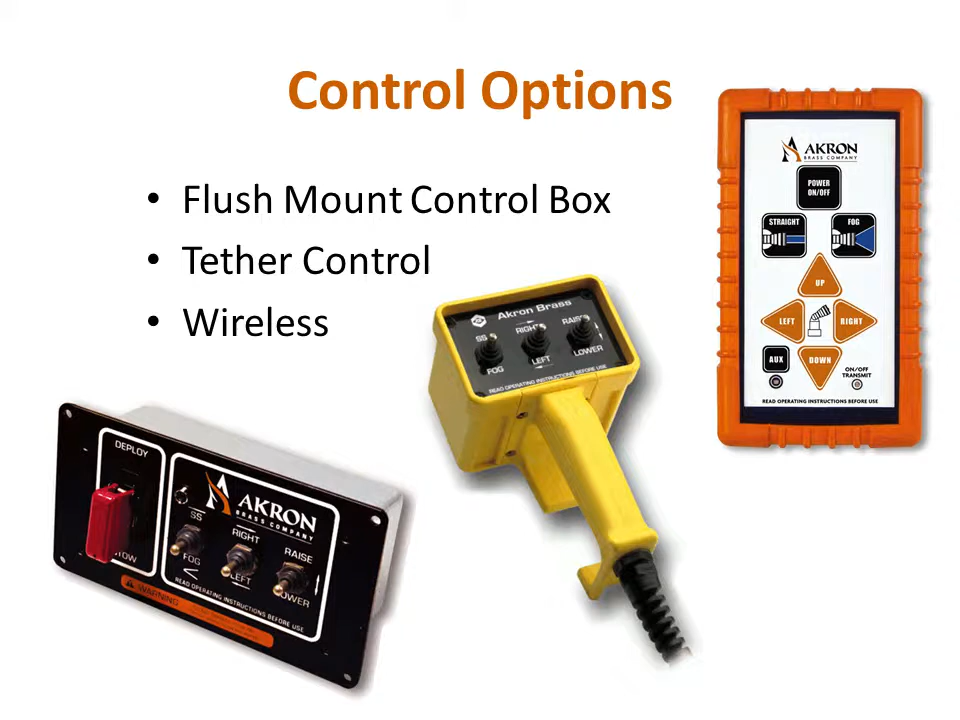 Control Options
• Flush Mount Control Box
• Tether Control
• Wireless
AKRON
BRASS COMPANY
POWER
ON/OFF
STRAIGHT
FOG
UP
LEFT
RIGHT
DOWN
AUX
ON/OFF
TRANSMIT
READ OPERATING INSTRUCTIONS BEFORE USE
Akron Brass
SS
RIGHT
RAISE
FOG
LEFT
LOWER
READ OPERATING INSTRUCTIONS BEFORE USE
DEPLOY
STOW
AKRON
BRASS COMPANY
SS
RIGHT
RAISE
FOG
LEFT
LOWER
READ OPERATING INSTRUCTIONS BEFORE USE
WARNING